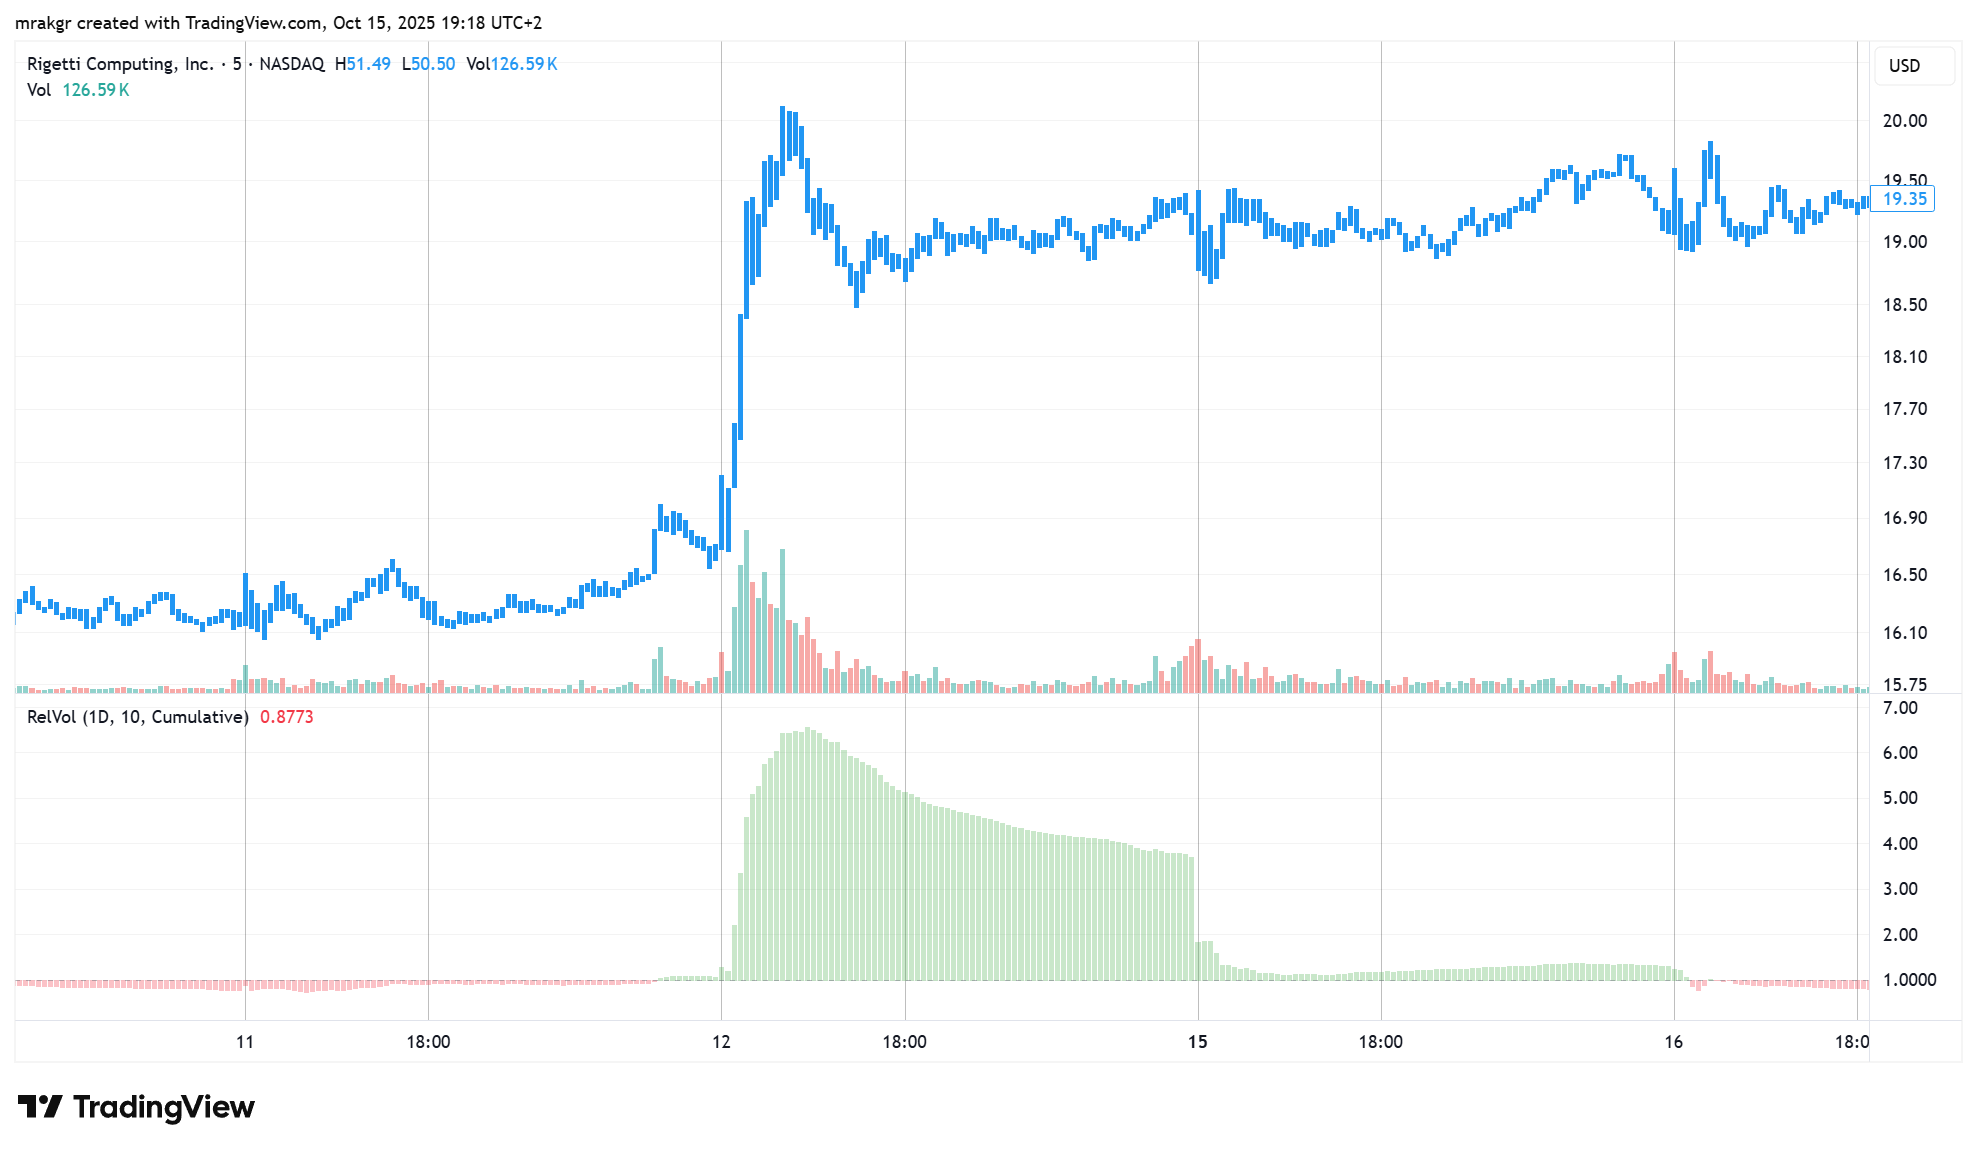 mrakgr created with TradingView.com, Oct 15, 2025 19:18 UTC+2
Rigetti Computing, Inc. · 5 · NASDAQ H51.49 L50.50 Vol126.59K
Vol 126.59K
USD
20.00
19.50
19.35
19.00
18.50
18.10
17.70
17.30
16.90
16.50
16.10
15.75
RelVol (1D, 10, Cumulative) 0.8773
7.00
6.00
5.00
4.00
3.00
2.00
1.0000
11 18:00 12 18:00 15 18:00 16 18:0
TradingView